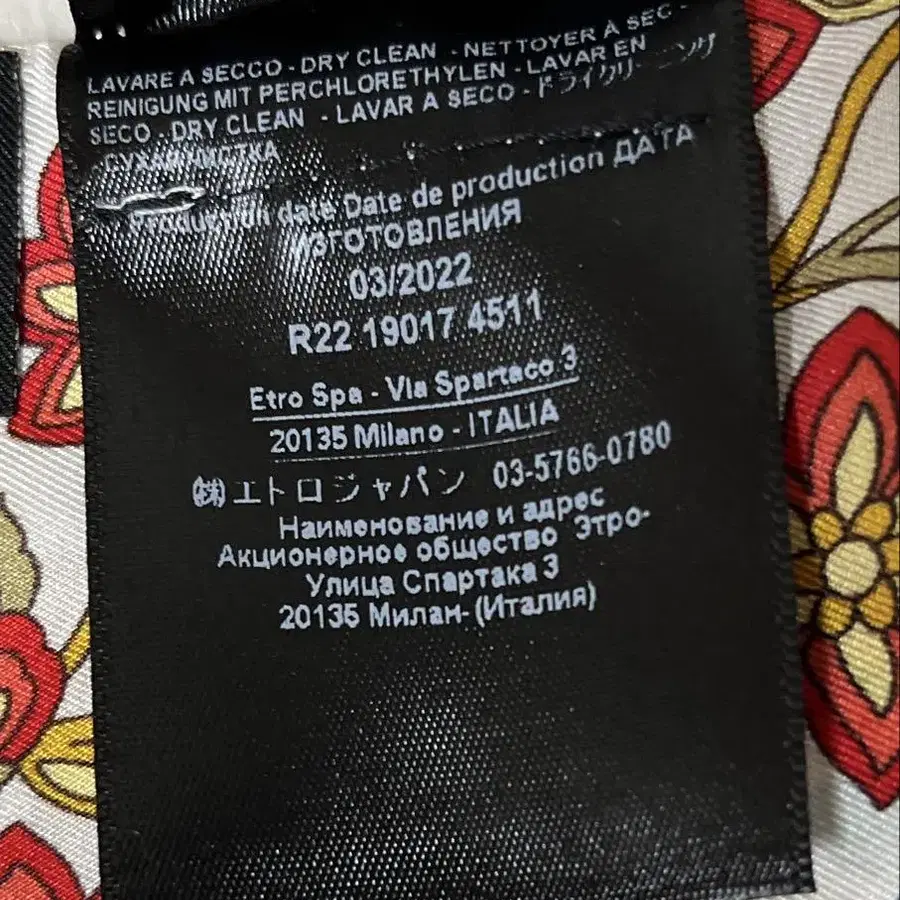 LAVARE A SECCO - DRY CLEAN - NETTOYER À SEC -
REINIGUNG MIT PERCHLORETHYLEN - LAVAR EN
SECO - DRY CLEAN - LAVAR A SECO - ドライクリーニング
- СУХАЯ ЧИСТКА
Production date Date de production ДАТА
ИЗГОТОВЛЕНИЯ
03/2022
R22 19017 4511
Etro Spa - Via Spartaco 3
20135 Milano - ITALIA
㈱エトロジャパン 03-5766-0780
Наименование и адрес
Акционерное общество Этро-
Улица Спартака 3
20135 Милан- (Италия)